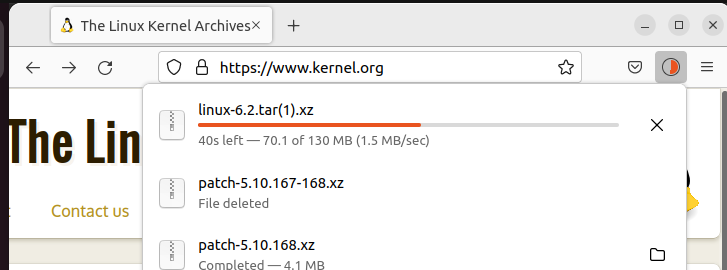 The Linux Kernel Archives
https://www.kernel.org
linux-6.2.tar(1).xz
40s left — 70.1 of 130 MB (1.5 MB/sec)
The Lin
Contact us
patch-5.10.167-168.xz
File deleted
patch-5.10.168.xz
Completed — 4.1 MB